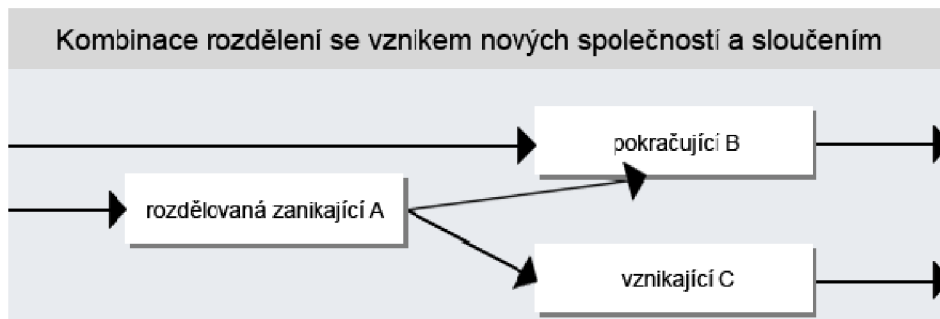 Kombinace rozdělení se vznikem nových společností a sloučením
pokračující B
rozdělovaná zanikající A
vznikající C